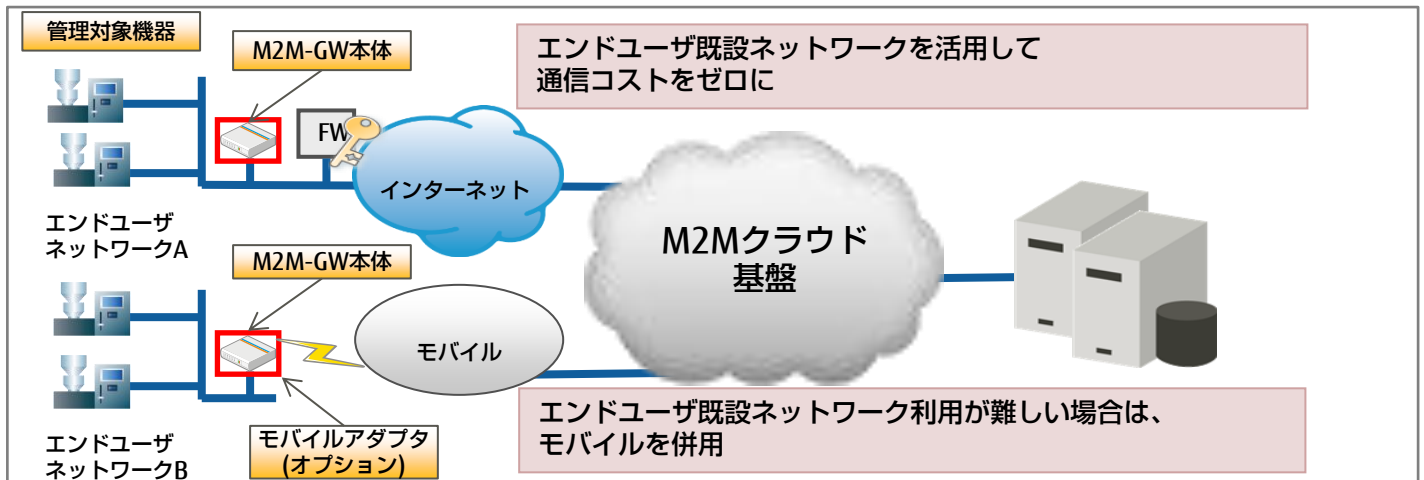 管理対象機器
M2M-GW本体
エンドユーザ既設ネットワークを活用して
通信コストをゼロに
FW
インターネット
エンドユーザ
ネットワークA
M2Mクラウド
基盤
M2M-GW本体
モバイル
エンドユーザ既設ネットワーク利用が難しい場合は、
モバイルを併用
モバイルアダプタ
(オプション)
エンドユーザ
ネットワークB